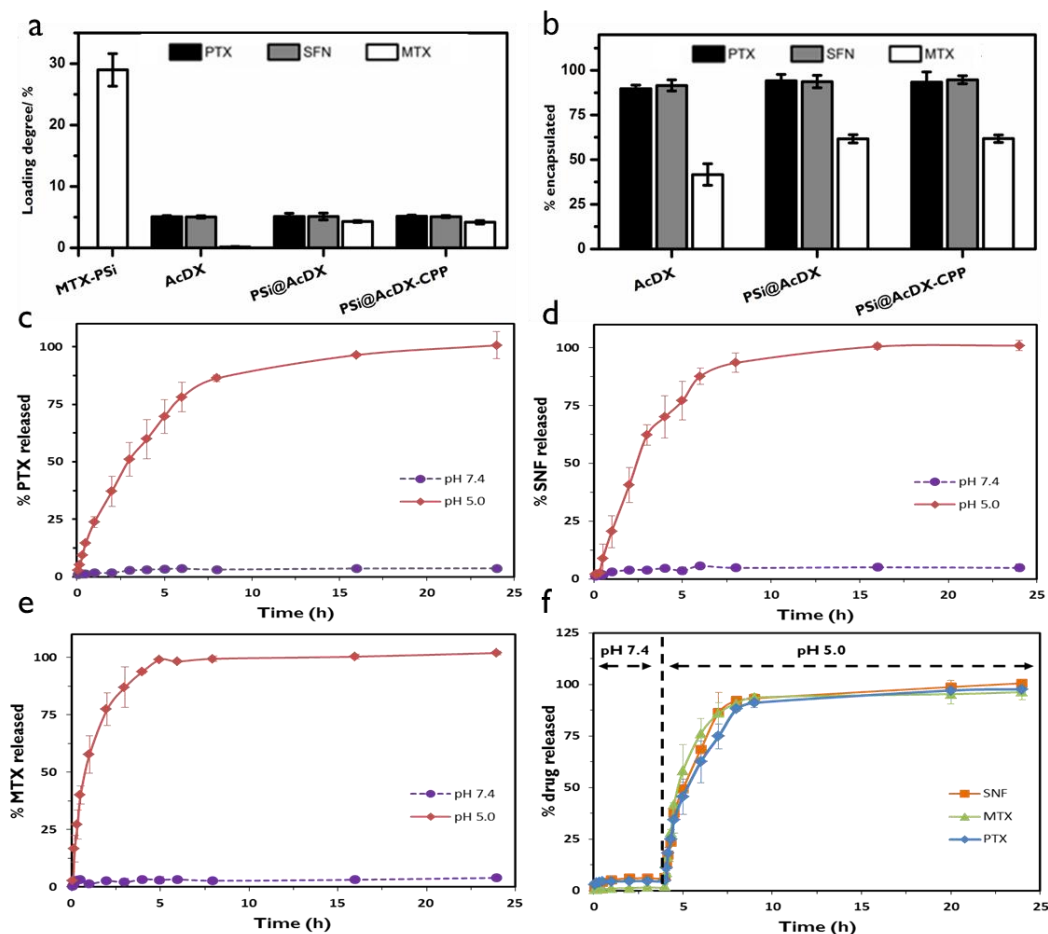 a
PTX SFN MTX
Loading degree/ %
30
20
10
0
MTX-PSi
AcDX
PSi@AcDX
PSi@AcDX-CPP
b
PTX SFN MTX
% encapsulated
100
75
50
25
0
AcDX
PSi@AcDX
PSi@AcDX-CPP
c
% PTX released
100
75
50
25
0
pH 7.4
pH 5.0
0 5 10 15 20 25
Time (h)
d
% SNF released
100
75
50
25
0
pH 7.4
pH 5.0
0 5 10 15 20 25
Time (h)
e
% MTX released
100
75
50
25
0
pH 7.4
pH 5.0
0 5 10 15 20 25
Time (h)
f
% drug released
125
100
75
50
25
0
pH 7.4 pH 5.0
SNF
MTX
PTX
0 5 10 15 20 25
Time (h)